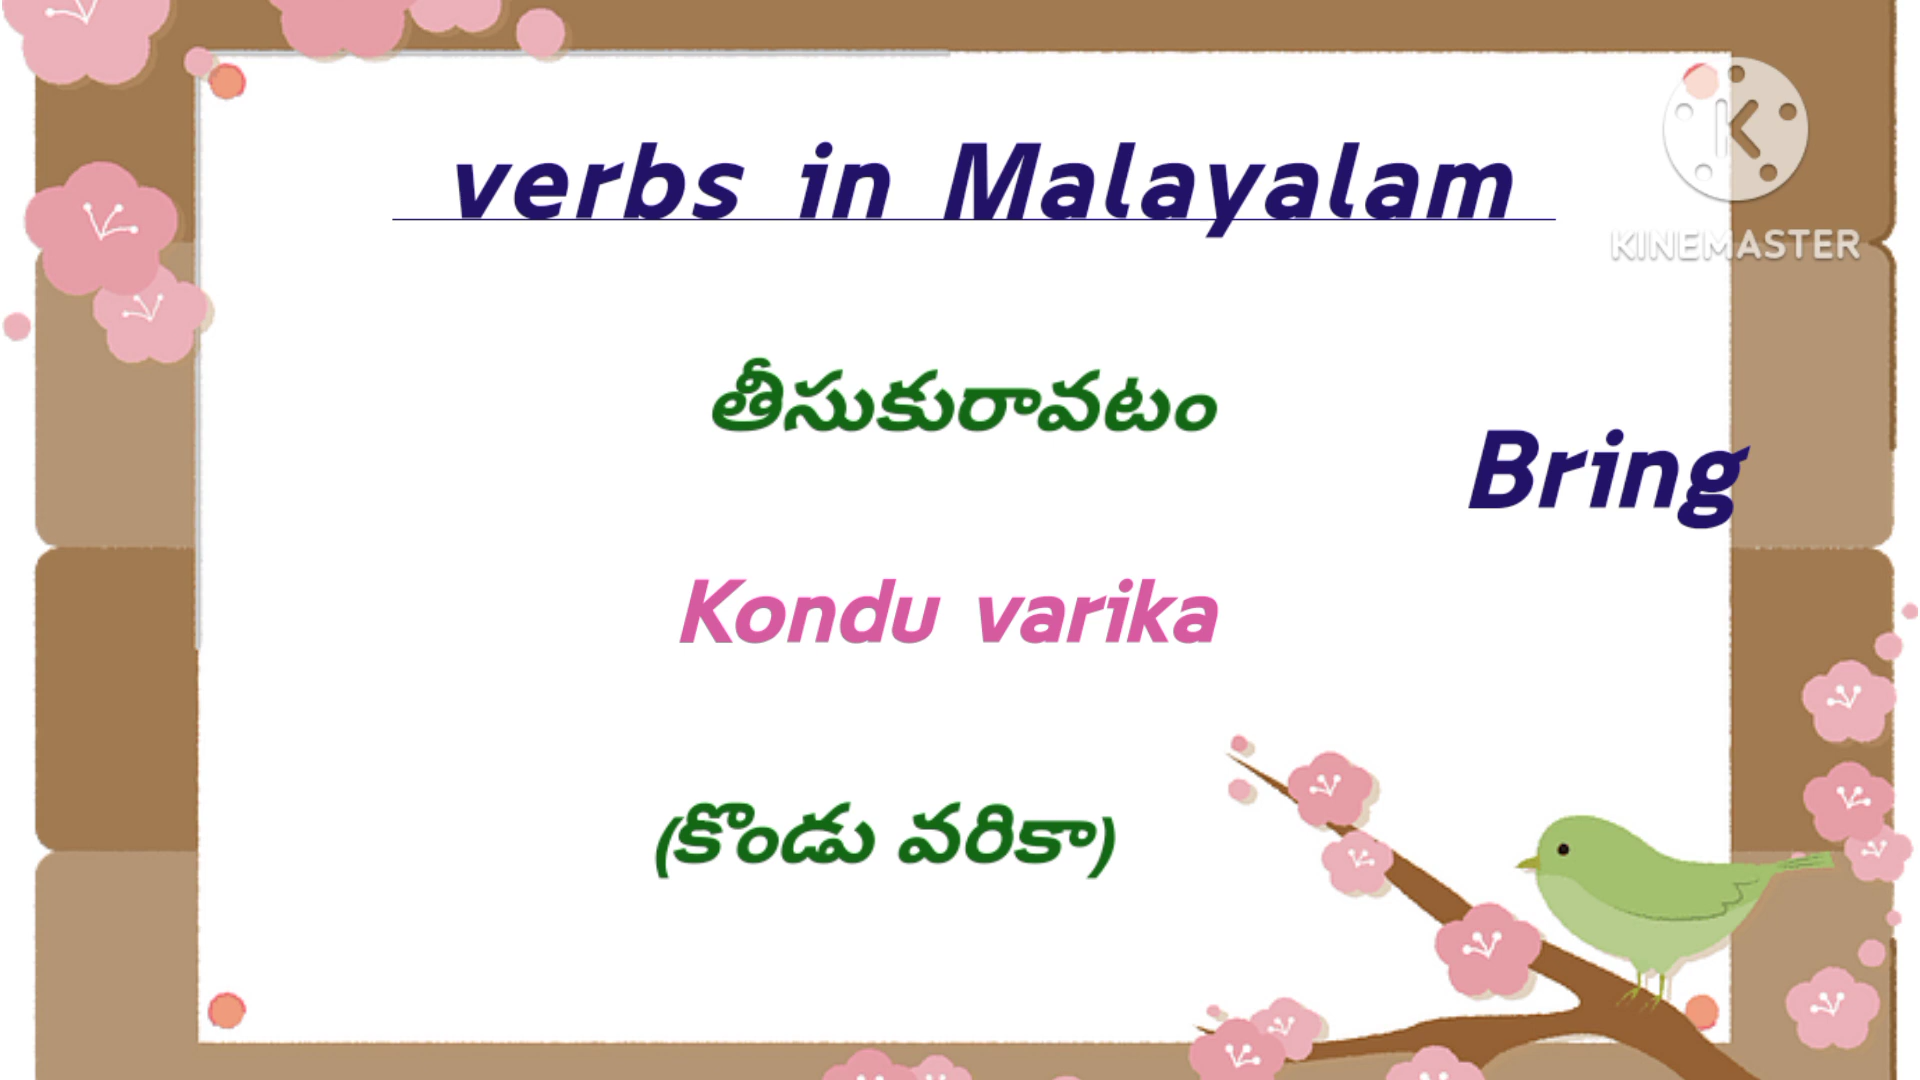 verbs in Malayalam
KINEMASTER
తీసుకురావటం
Bring
Kondu varika
(కొండు వరికా)